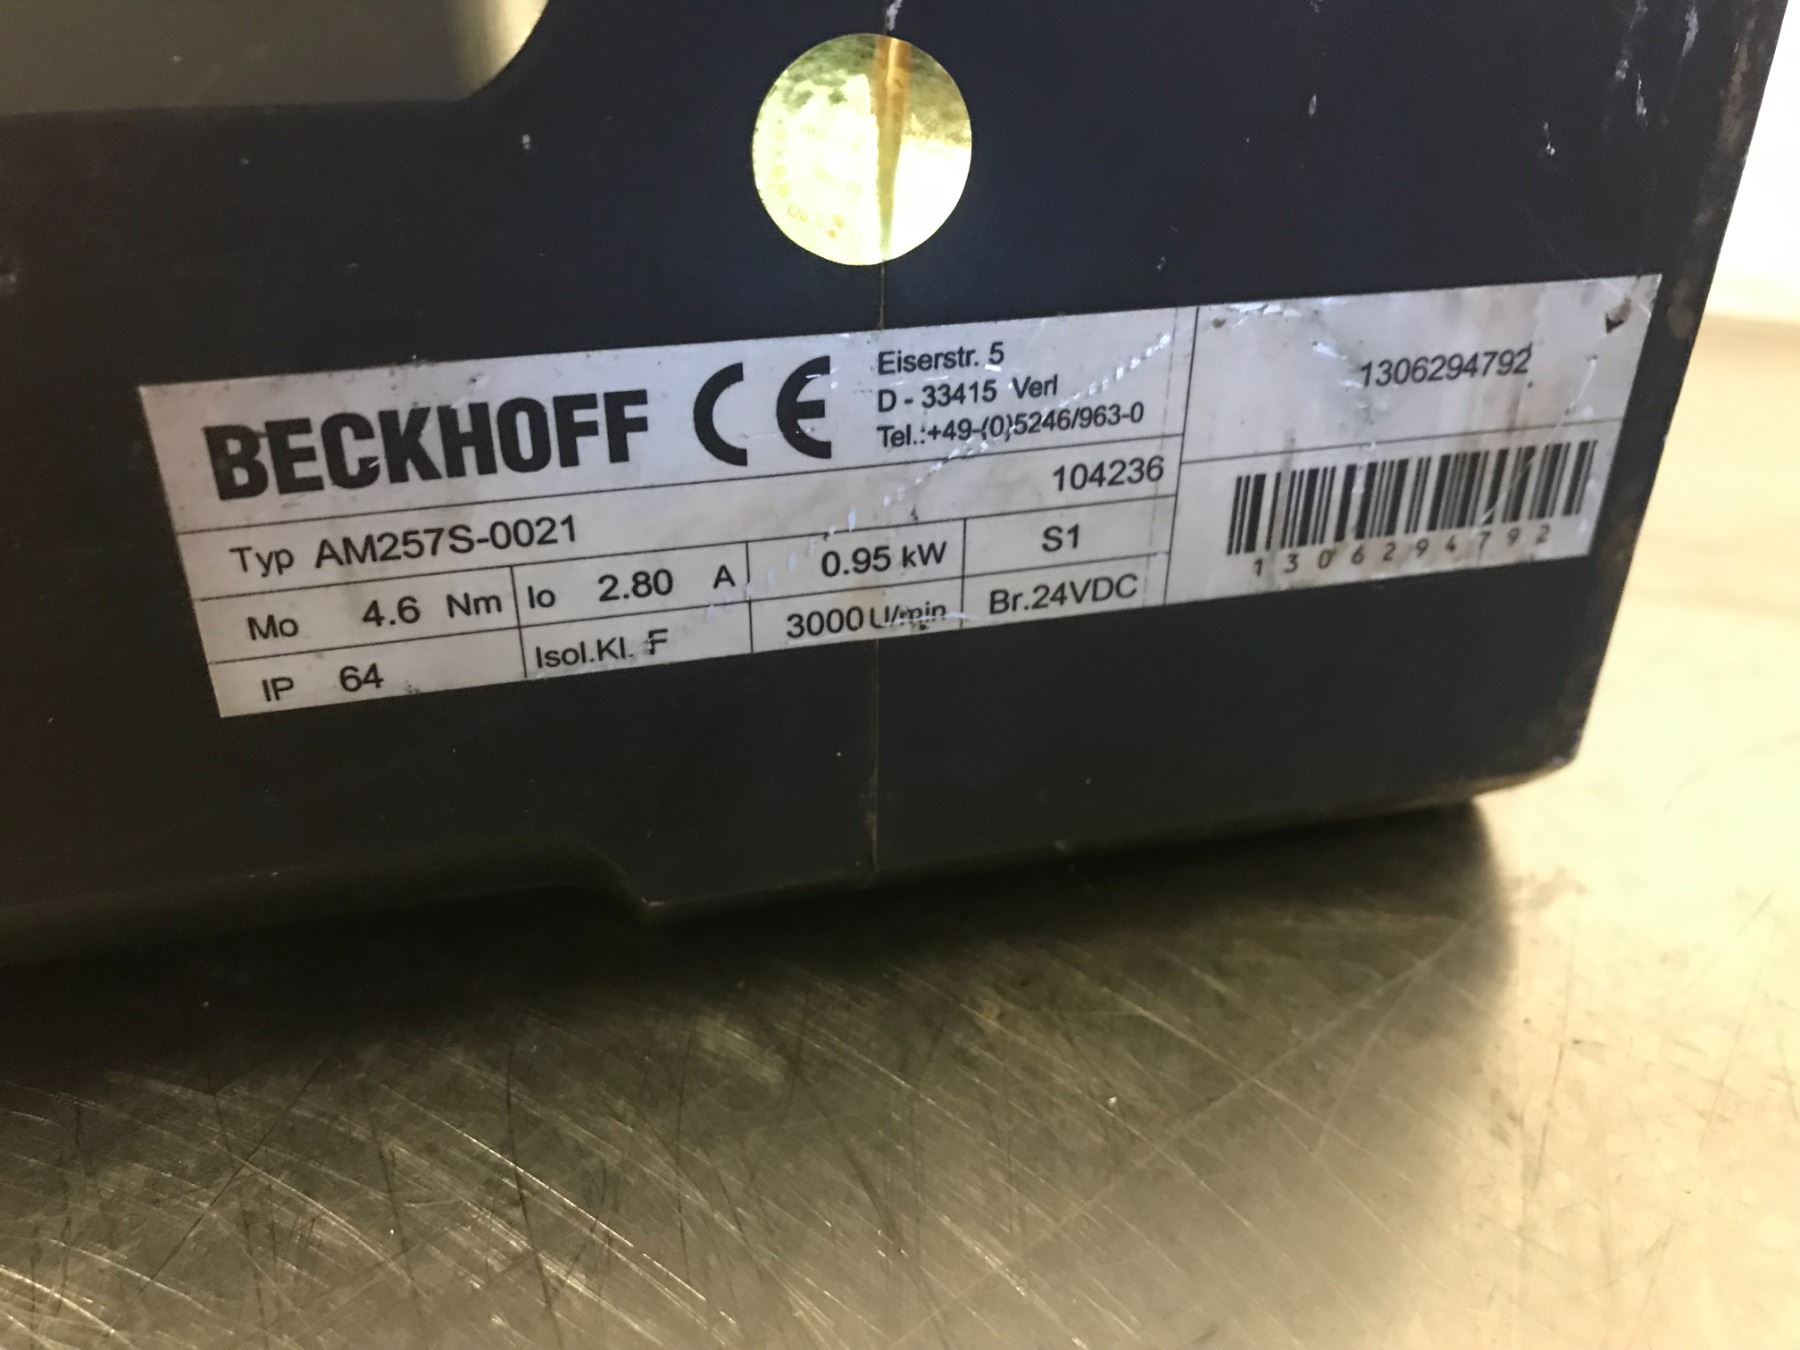 BECKHOFF CE
Eiserstr. 5
D - 33415 Verl
Tel.:+49-(0)5246/963-0
1306294792
Typ AM257S-0021 104236
Mo 4.6 Nm Io 2.80 A 0.95 kW S1
IP 64 Isol.Kl. F 3000 U/min Br.24VDC
1306294792